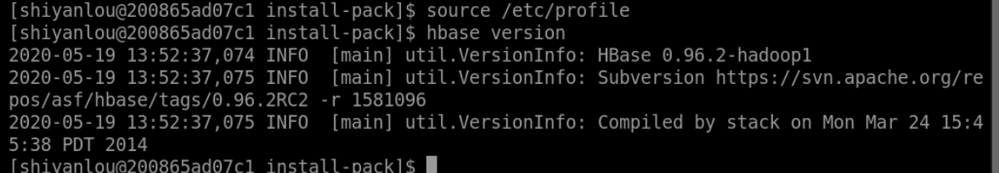 [shiyanlou@200865ad07c1 install-pack]$ source /etc/profile
[shiyanlou@200865ad07c1 install-pack]$ hbase version
2020-05-19 13:52:37,074 INFO  [main] util.VersionInfo: HBase 0.96.2-hadoop1
2020-05-19 13:52:37,075 INFO  [main] util.VersionInfo: Subversion https://svn.apache.org/re
pos/asf/hbase/tags/0.96.2RC2 -r 1581096
2020-05-19 13:52:37,075 INFO  [main] util.VersionInfo: Compiled by stack on Mon Mar 24 15:4
5:38 PDT 2014
[shiyanlou@200865ad07c1 install-pack]$